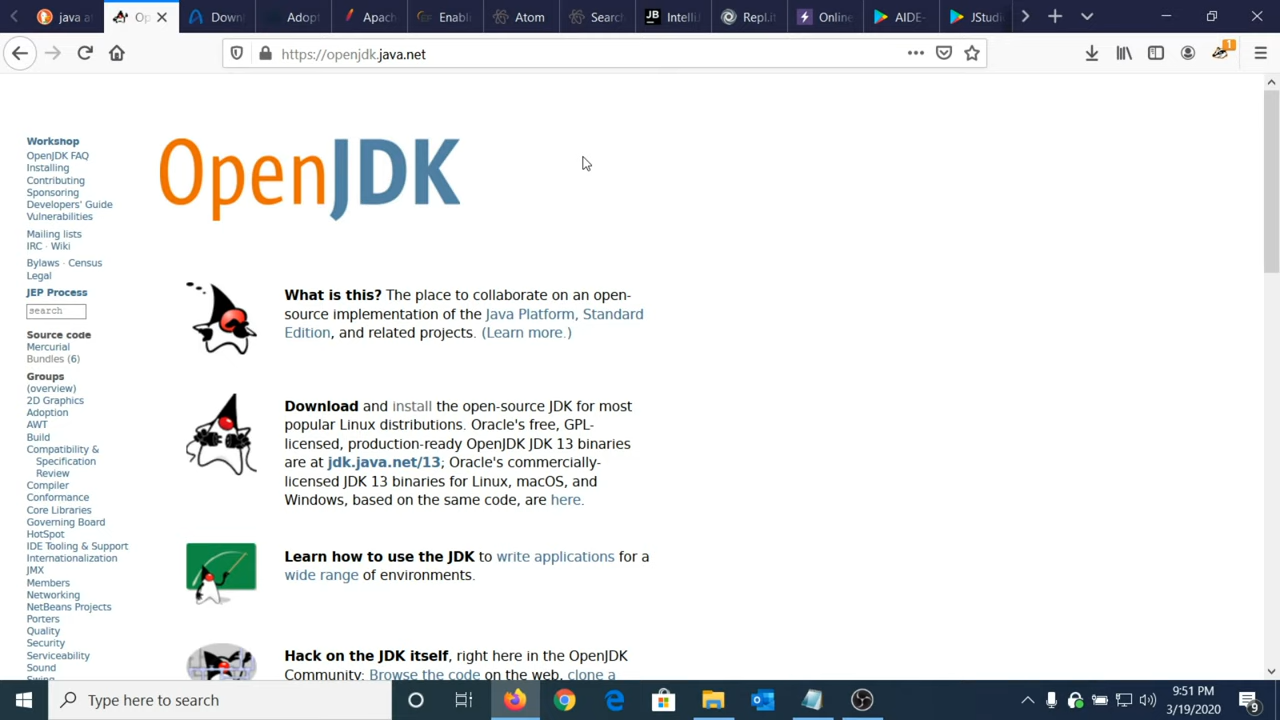 java at
Op
Down
Adopt
Apach
Enabli
Atom
Search
IntelliJ
Repl.it
Online
AIDE-
JStudi
https://openjdk.java.net
1
OpenJDK
Workshop
OpenJDK FAQ
Installing
Contributing
Sponsoring
Developers' Guide
Vulnerabilities
Mailing lists
IRC · Wiki
Bylaws · Census
Legal
JEP Process
search
Source code
Mercurial
Bundles (6)
Groups
(overview)
2D Graphics
Adoption
AWT
Build
Compatibility &
Specification
Review
Compiler
Conformance
Core Libraries
Governing Board
HotSpot
IDE Tooling & Support
Internationalization
JMX
Members
Networking
NetBeans Projects
Porters
Quality
Security
Serviceability
Sound
Swing
What is this? The place to collaborate on an open-
source implementation of the Java Platform, Standard
Edition, and related projects. (Learn more.)
Download and install the open-source JDK for most
popular Linux distributions. Oracle's free, GPL-
licensed, production-ready OpenJDK JDK 13 binaries
are at jdk.java.net/13; Oracle's commercially-
licensed JDK 13 binaries for Linux, macOS, and
Windows, based on the same code, are here.
Learn how to use the JDK to write applications for a
wide range of environments.
Hack on the JDK itself, right here in the OpenJDK
Community: Browse the code on the web, clone a
Type here to search
9:51 PM
3/19/2020
9